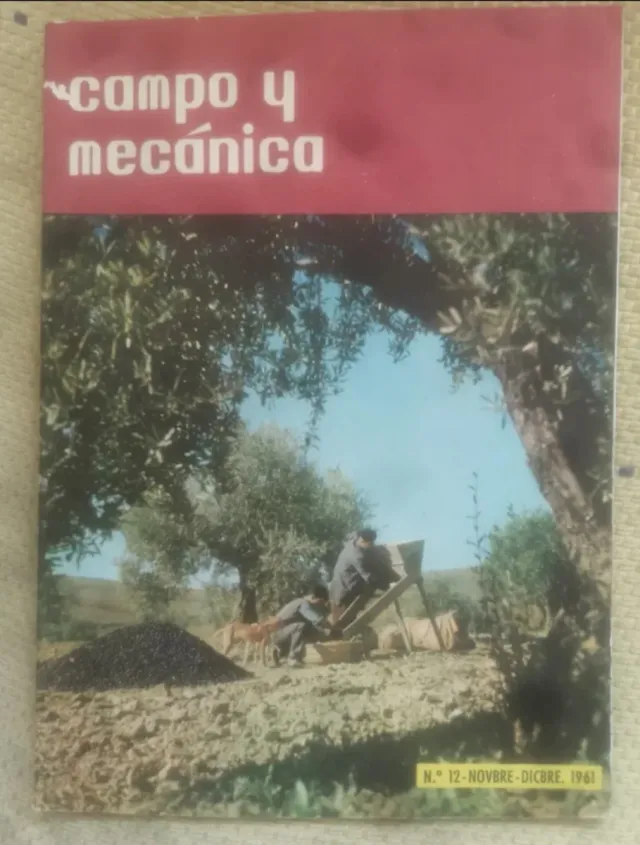 campo y
mecánica
N.º 12-NOVBRE-DICBRE. 1961